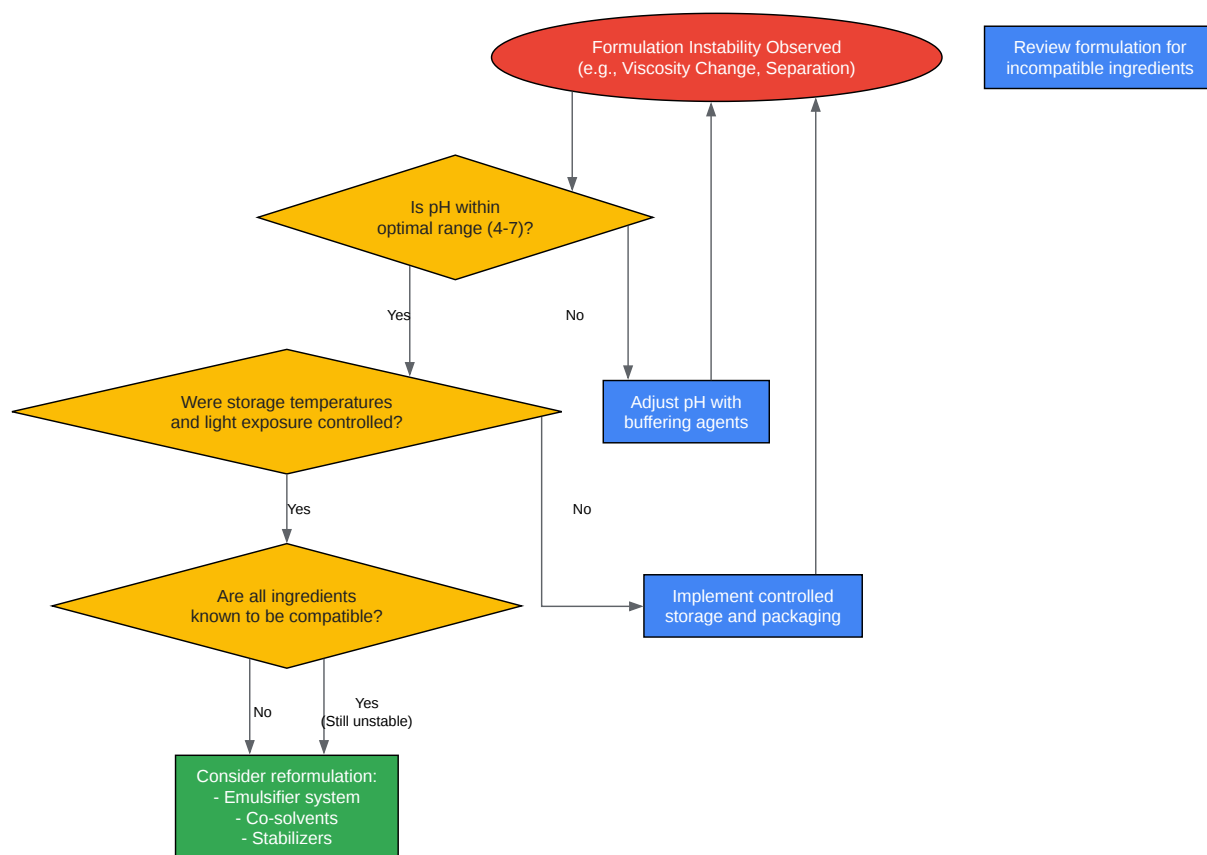 Formulation Instability Observed
(e.g., Viscosity Change, Separation)
Review formulation for
incompatible ingredients
Is pH within
optimal range (4-7)?
Yes
No
Were storage temperatures
and light exposure controlled?
Adjust pH with
buffering agents
Yes
No
Are all ingredients
known to be compatible?
Implement controlled
storage and packaging
No
Yes
(Still unstable)
Consider reformulation:
- Emulsifier system
- Co-solvents
- Stabilizers